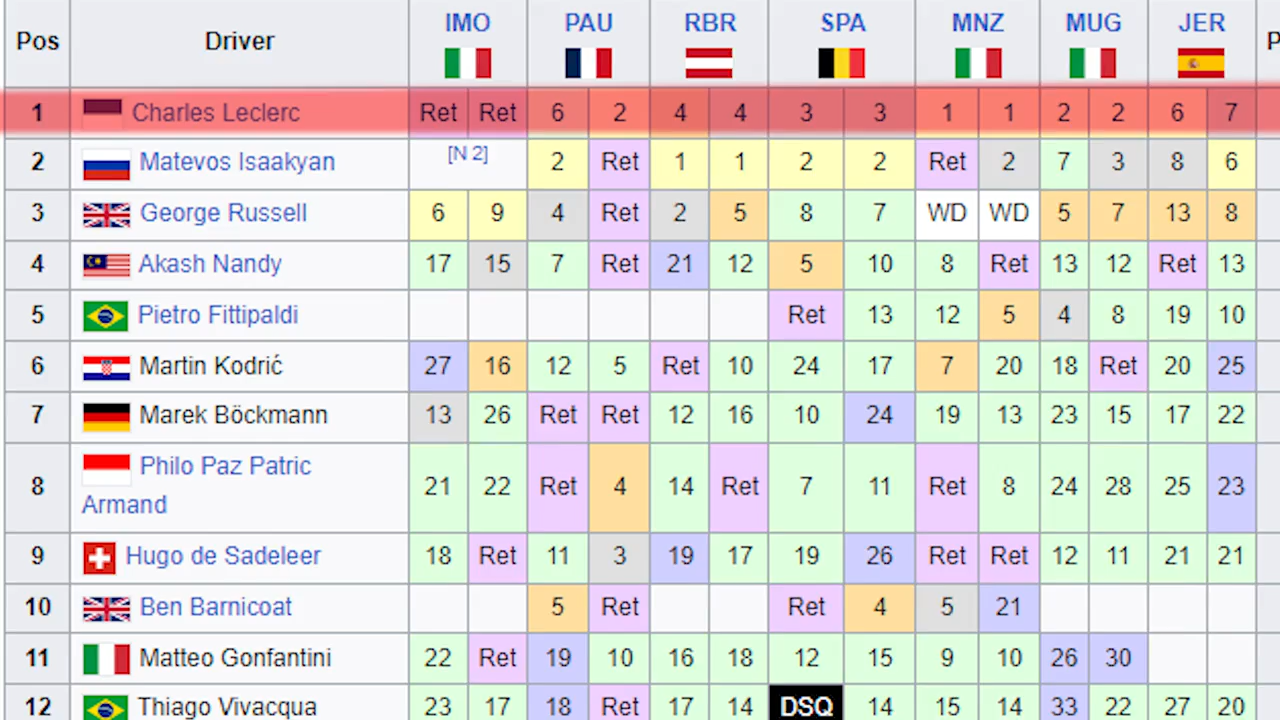 Pos Driver IMO PAU RBR SPA MNZ MUG JER P
1 Charles Leclerc Ret Ret 6 2 4 4 3 3 1 1 2 2 6 7
2 Matevos Isaakyan [N 2] 2 Ret 1 1 2 2 Ret 2 7 3 8 6
3 George Russell 6 9 4 Ret 2 5 8 7 WD WD 5 7 13 8
4 Akash Nandy 17 15 7 Ret 21 12 5 10 8 Ret 13 12 Ret 13
5 Pietro Fittipaldi Ret 13 12 5 4 8 19 10
6 Martin Kodrić 27 16 12 5 Ret 10 24 17 7 20 18 Ret 20 25
7 Marek Böckmann 13 26 Ret Ret 12 16 10 24 19 13 23 15 17 22
8 Philo Paz Patric
Armand 21 22 Ret 4 14 Ret 7 11 Ret 8 24 28 25 23
9 Hugo de Sadeleer 18 Ret 11 3 19 17 19 26 Ret Ret 12 11 21 21
10 Ben Barnicoat 5 Ret Ret 4 5 21
11 Matteo Gonfantini 22 Ret 19 10 16 18 12 15 9 10 26 30
12 Thiago Vivacqua 23 17 18 Ret 17 14 DSQ 14 15 14 33 22 27 20